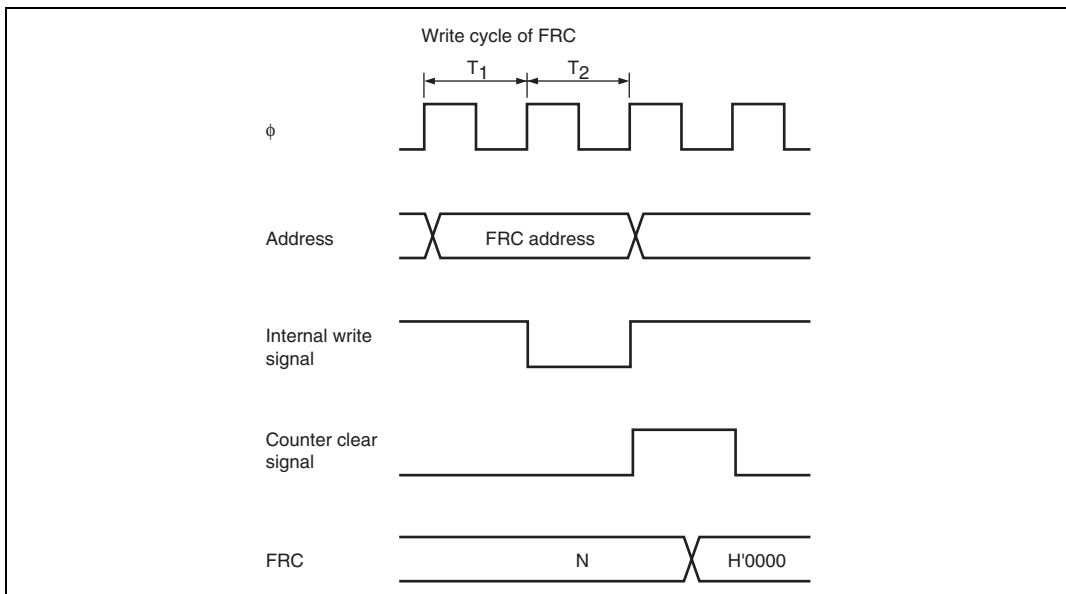 Write cycle of FRC
T1 T2
φ
Address
FRC address
Internal write
signal
Counter clear
signal
FRC
N
H'0000